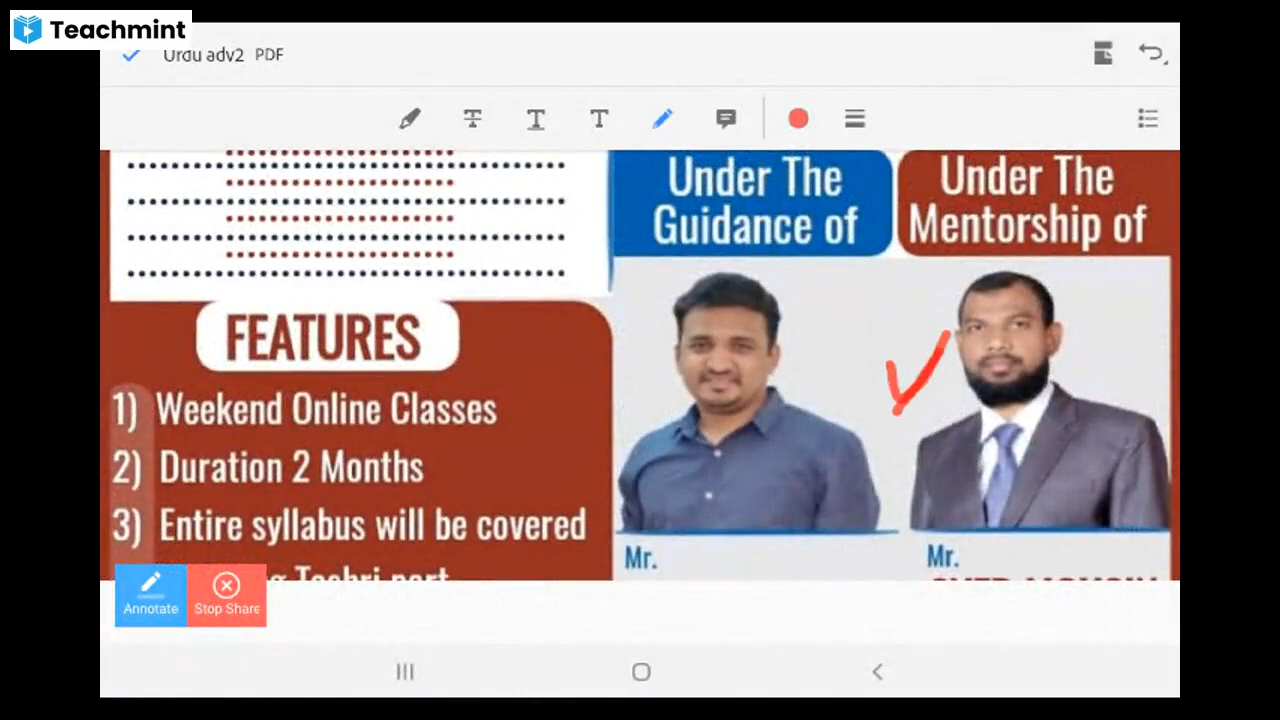 Teachmint
Urdu adv2 PDF
Under The
Guidance of
Under The
Mentorship of
FEATURES
1) Weekend Online Classes
2) Duration 2 Months
3) Entire syllabus will be covered
part
Mr.
Mr.
Annotate
Stop Share